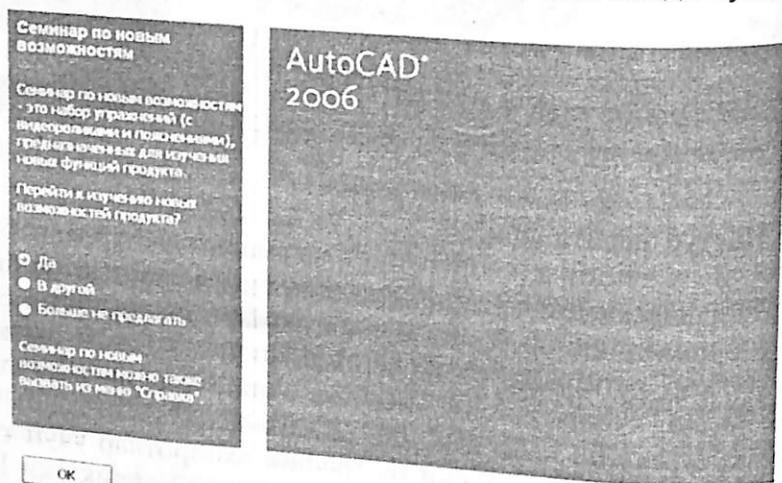 Семинар по новым
возможностям
Семинар по новым возможностям
- это набор упражнений (с
видеороликами и пояснениями),
предназначенных для изучения
новых функций продукта.
Перейти к изучению новых
возможностей продукта?
Да
В другой
Больше не предлагать
Семинар по новым
возможностям можно также
вызвать из меню "Справка".
OK
AutoCAD®
2006